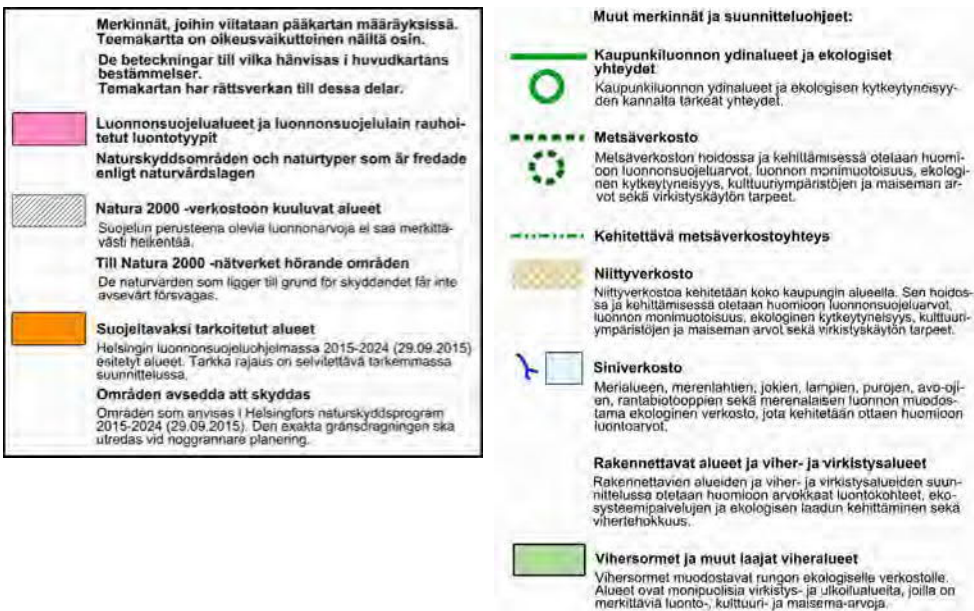 Merkinnät, joihin viitataan pääkartan määräyksissä.
Teemakartta on oikeusvaikutteinen näiltä osin.
De beteckningar till vilka hänvisas i huvudkartans
bestämmelser.
Temakartan har rättsverkan till dessa delar.
Luonnonsuojelualueet ja luonnonsuojelulain rauhoi-
tetut luontotyypit
Naturskyddsområden och naturtyper som är fredade
enligt naturvårdslagen
Natura 2000 -verkostoon kuuluvat alueet
Suojelun perusteena olevia luonnonarvoja ei saa merkittä-
västi heikentää.
Till Natura 2000 -nätverket hörande områden
De naturvärden som ligger till grund för skyddandet får inte
avsevärt försvagas.
Suojeltavaksi tarkoitetut alueet
Helsingin luonnonsuojeluohjelmassa 2015-2024 (29.09.2015)
esitetyt alueet. Tarkka rajaus on selvitettävä tarkemmassa
suunnittelussa.
Områden avsedda att skyddas
Områden som anvisas i Helsingfors naturskyddsprogram
2015-2024 (29.09.2015). Den exakta gränsdragningen ska
utredas vid noggrannare planering.
Muut merkinnät ja suunnitteluohjeet:
Kaupunkiluonnon ydinalueet ja ekologiset
yhteydet
Kaupunkiluonnon ydinalueet ja ekologisen kytkeytyneisyy-
den kannalta tärkeät yhteydet.
Metsäverkosto
Metsäverkoston hoidossa ja kehittämisessä otetaan huomi-
oon luonnonsuojeluarvot, luonnon monimuotoisuus, ekologi-
nen kytkeytyneisyys, kulttuuriympäristöjen ja maiseman ar-
vot sekä virkistyskäytön tarpeet.
Kehitettävä metsäverkostoyhteys
Niittyverkosto
Niittyverkostoa kehitetään koko kaupungin alueella. Sen hoidos-
sa ja kehittämisessä otetaan huomioon luonnonsuojeluarvot,
luonnon monimuotoisuus, ekologinen kytkeytyneisyys, kulttuuri-
ympäristöjen ja maiseman arvot sekä virkistyskäytön tarpeet.
Siniverkosto
Merialueen, merenlahtien, jokien, lampien, purojen, avo-oji-
en, rantabiotooppien sekä merenalaisen luonnon muodos-
tama ekologinen verkosto, jota kehitetään ottaen huomioon
luontoarvot.
Rakennettavat alueet ja viher- ja virkistysalueet
Rakennettavien alueiden ja viher- ja virkistysalueiden suun-
nittelussa otetaan huomioon arvokkaat luontokohteet, eko-
systeemipalvelujen ja ekologisen laadun kehittäminen sekä
vihertehokkuus.
Vihersormet ja muut laajat viheralueet
Vihersormet muodostavat rungon ekologiselle verkostolle.
Alueet ovat monipuolisia virkistys- ja ulkoilualueita, joilla on
merkittäviä luonto-, kulttuuri- ja maisema-arvoja.